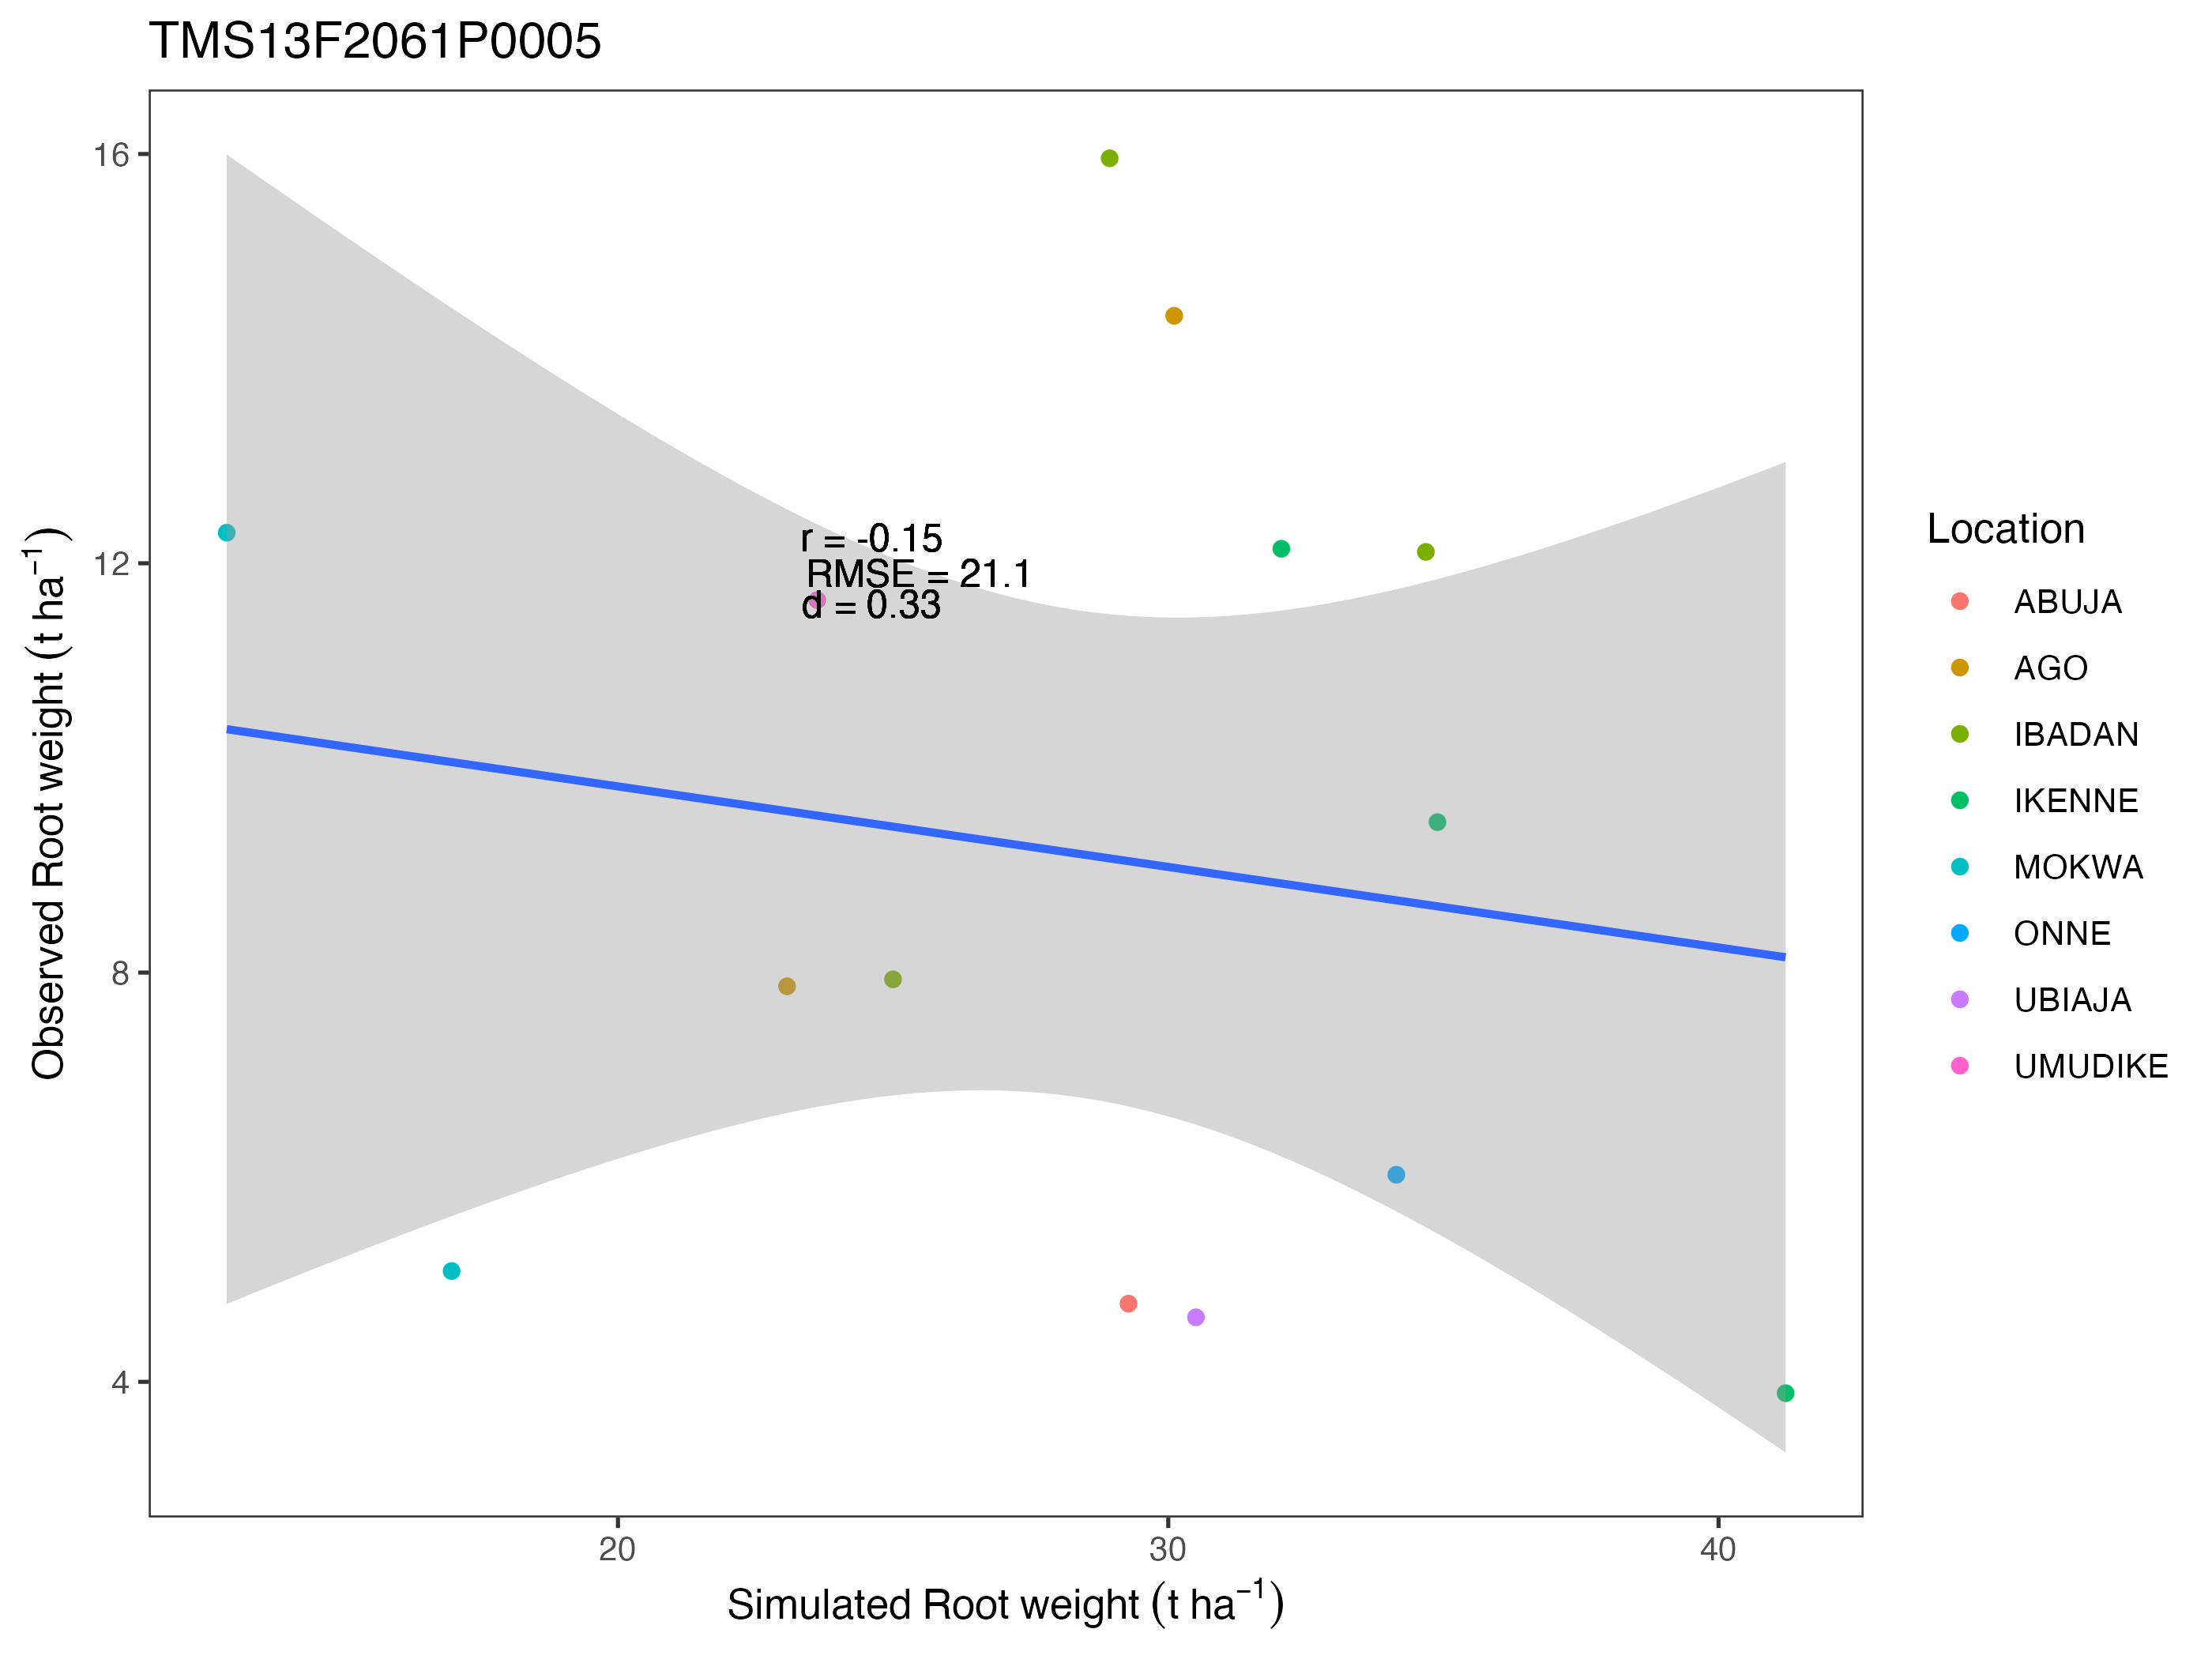 TMS13F2061P0005
16
12
8
4
Observed Root weight (t ha⁻¹)
r = -0.15
RMSE = 21.1
d = 0.33
20
30
40
Simulated Root weight (t ha⁻¹)
Location
ABUJA
AGO
IBADAN
IKENNE
MOKWA
ONNE
UBIAJA
UMUDIKE